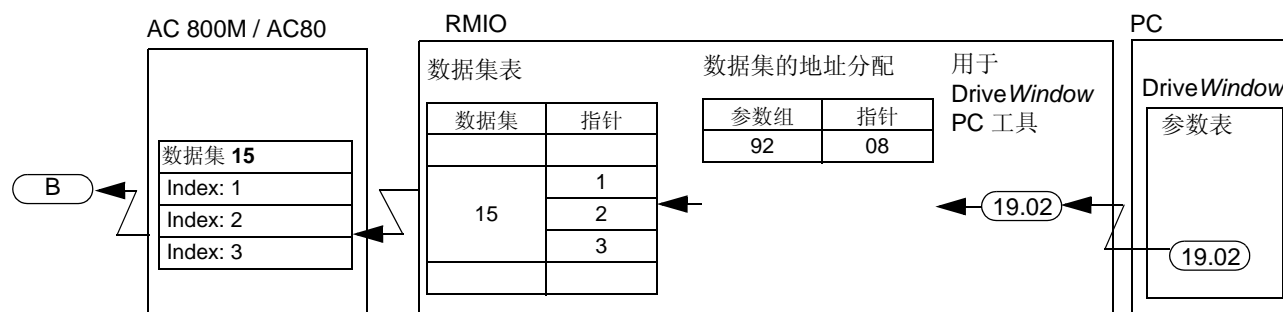 AC 800M / AC80
数据集 15
Index: 1
Index: 2
Index: 3
B
RMIO
数据集表
数据集 指针
15
1
2
3
数据集的地址分配
参数组 指针
92 08
用于
DriveWindow
PC 工具
19.02
PC
DriveWindow
参数表
19.02